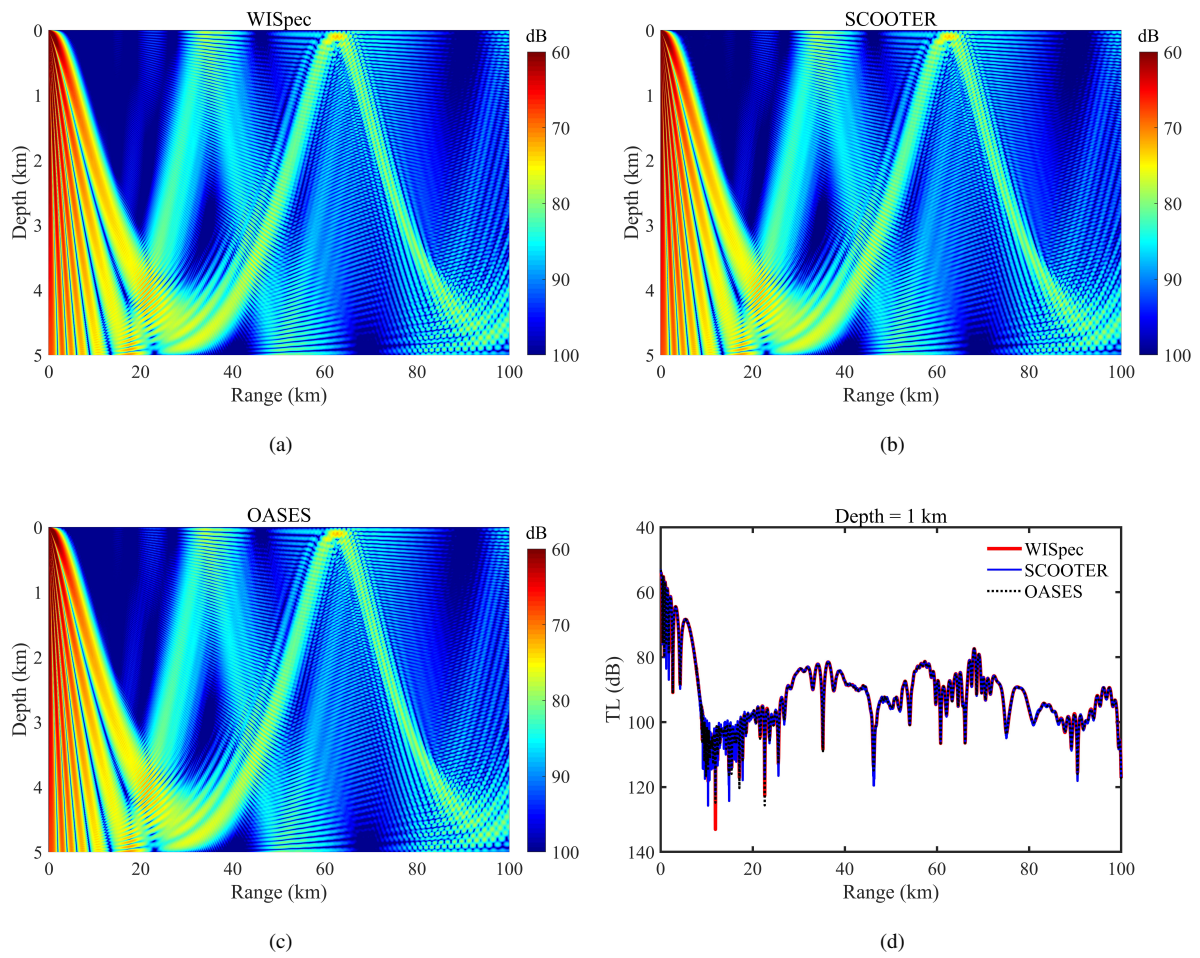 WISpec
dB
0
1
2
3
4
5
Depth (km)
0 20 40 60 80 100
Range (km)
60
70
80
90
100
(a)
SCOOTER
dB
0
1
2
3
4
5
Depth (km)
0 20 40 60 80 100
Range (km)
60
70
80
90
100
(b)
OASES
dB
0
1
2
3
4
5
Depth (km)
0 20 40 60 80 100
Range (km)
60
70
80
90
100
(c)
Depth = 1 km
40
60
80
100
120
140
TL (dB)
WISpec
SCOOTER
OASES
0 20 40 60 80 100
Range (km)
(d)